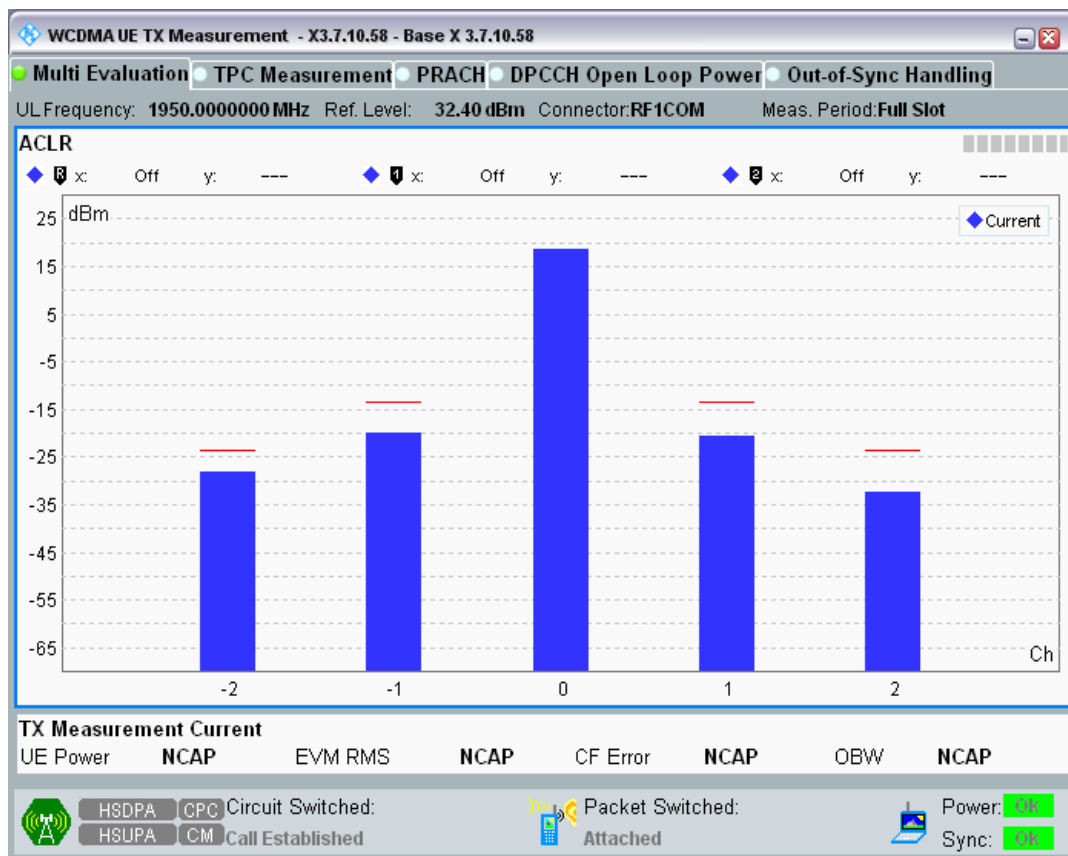 WCDMA UE TX Measurement - X3.7.10.58 - Base X 3.7.10.58
Multi Evaluation TPC Measurement PRACH DPCCH Open Loop Power Out-of-Sync Handling
UL Frequency: 1950.0000000 MHz Ref. Level: 32.40 dBm Connector:RF1COM Meas. Period:Full Slot
ACLR
R x: Off y: --- 1 x: Off y: --- 2 x: Off y: ---
dBm
Current
25
15
5
-5
-15
-25
-35
-45
-55
-65
Ch
-2 -1 0 1 2
TX Measurement Current
UE Power NCAP EVM RMS NCAP CF Error NCAP OBW NCAP
HSDPA CPC Circuit Switched: Packet Switched: Power: OK
HSUPA CM Call Established Attached Sync: OK